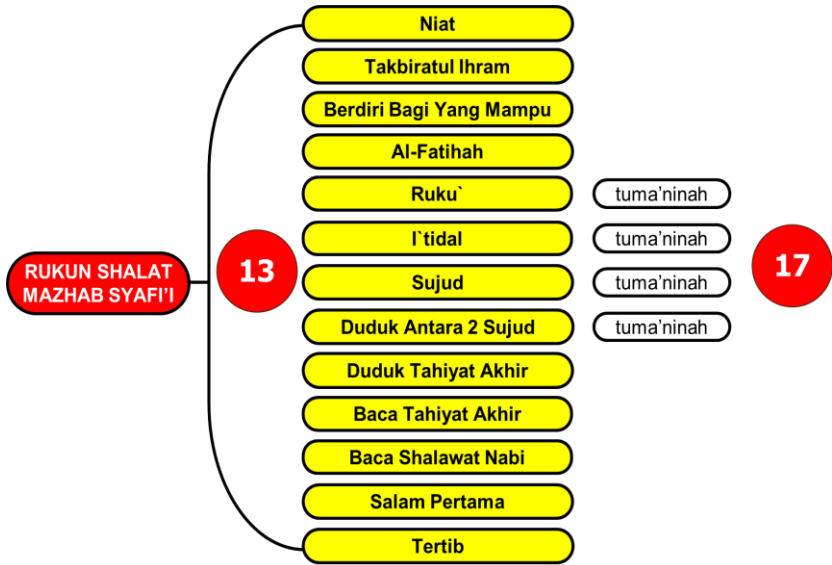 Niat
Takbiratul Ihram
Berdiri Bagi Yang Mampu
Al-Fatihah
Ruku` tuma'ninah
I`tidal tuma'ninah
RUKUN SHALAT
MAZHAB SYAFI'I
13
Sujud tuma'ninah
17
Duduk Antara 2 Sujud tuma'ninah
Duduk Tahiyat Akhir
Baca Tahiyat Akhir
Baca Shalawat Nabi
Salam Pertama
Tertib